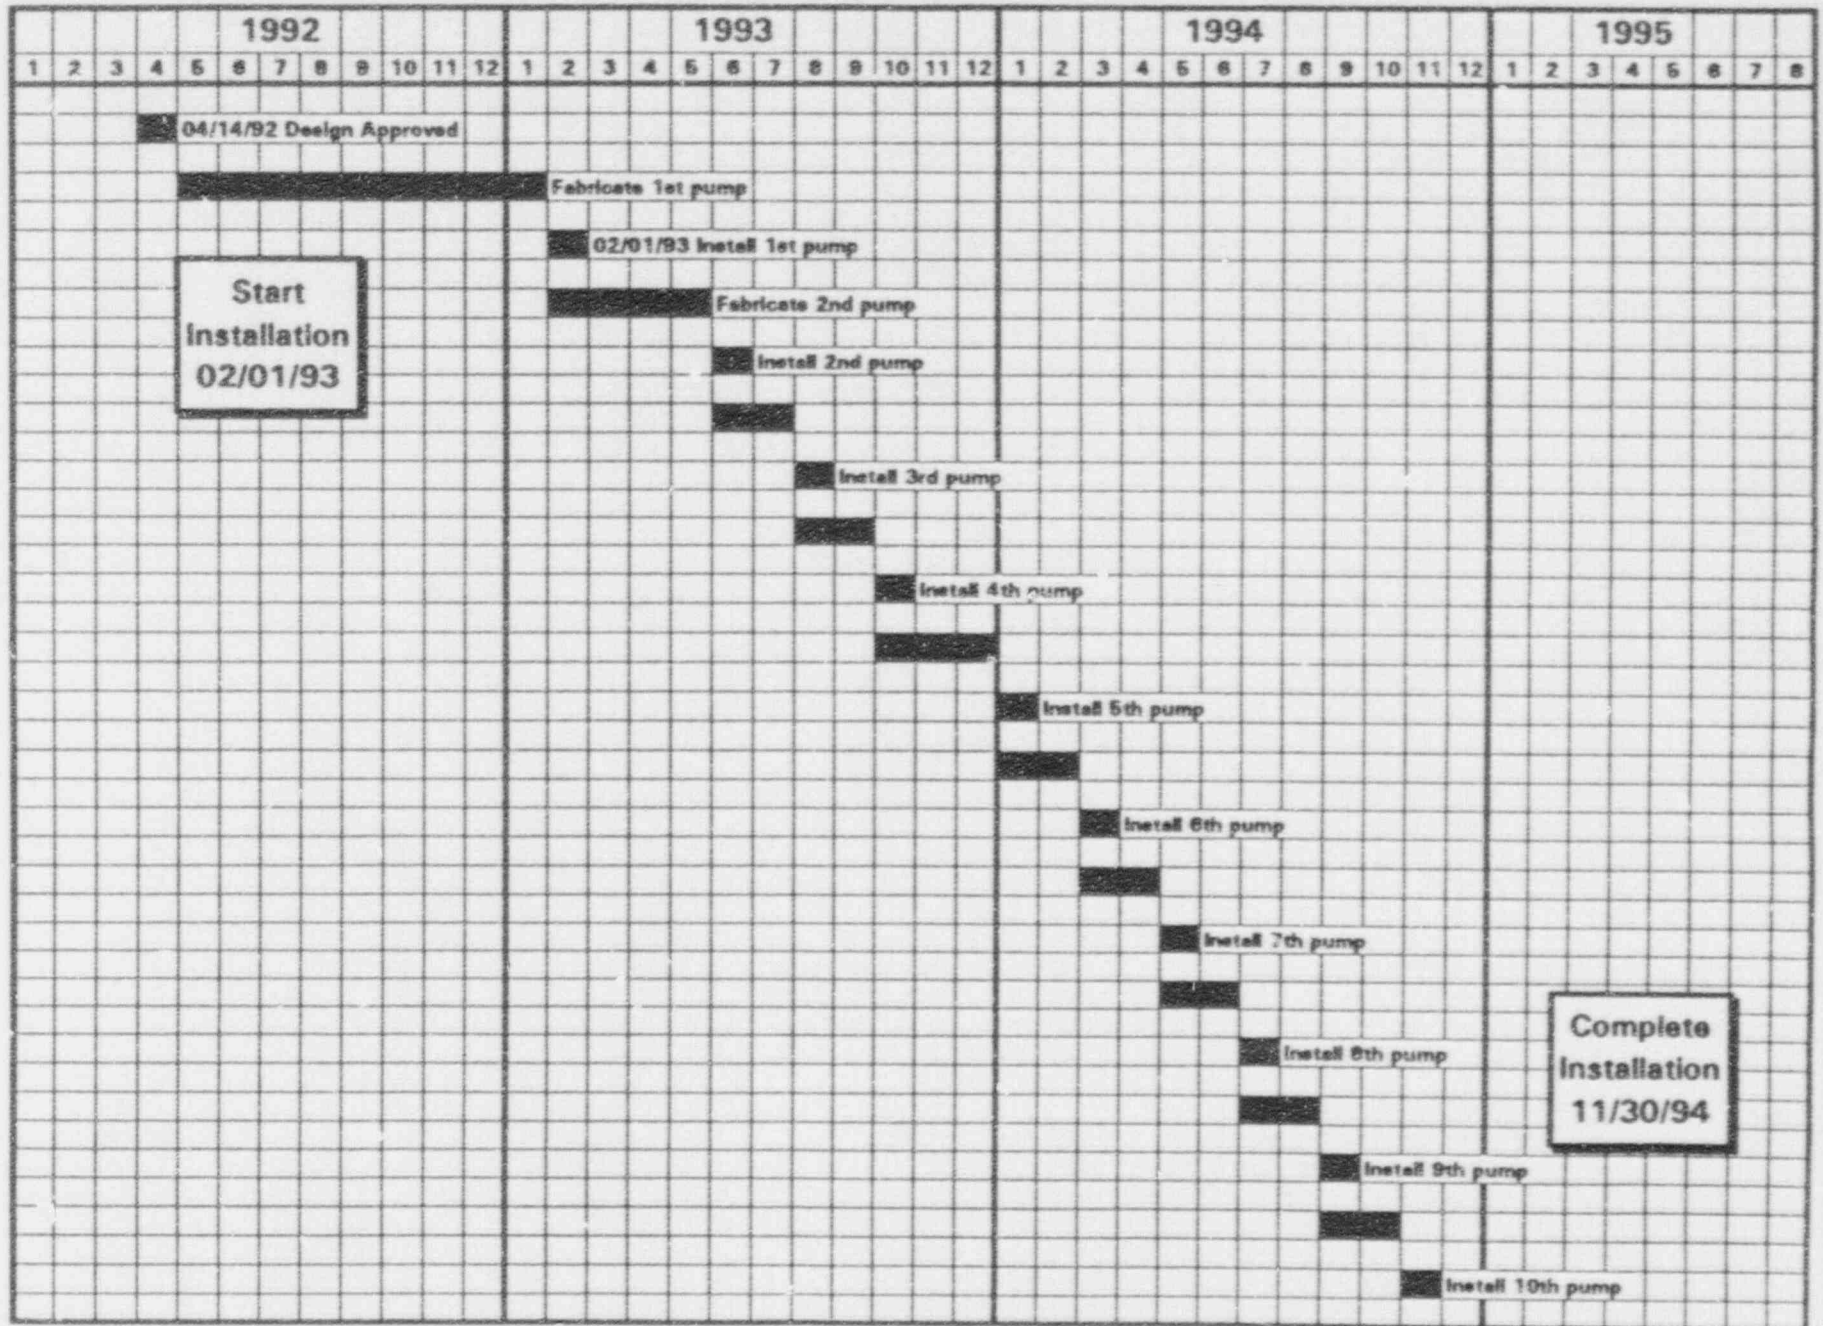 1992 1993 1994 1995
1 2 3 4 5 6 7 8 9 10 11 12 1 2 3 4 5 6 7 8 9 10 11 12 1 2 3 4 5 6 7 8 9 10 11 12 1 2 3 4 5 6 7 8
04/14/92 Design Approved
Fabricate 1st pump
02/01/93 Install 1st pump
Start
Installation
02/01/93
Fabricate 2nd pump
Install 2nd pump
Install 3rd pump
Install 4th pump
Install 5th pump
Install 6th pump
Install 7th pump
Install 8th pump
Complete
Installation
11/30/94
Install 9th pump
Install 10th pump